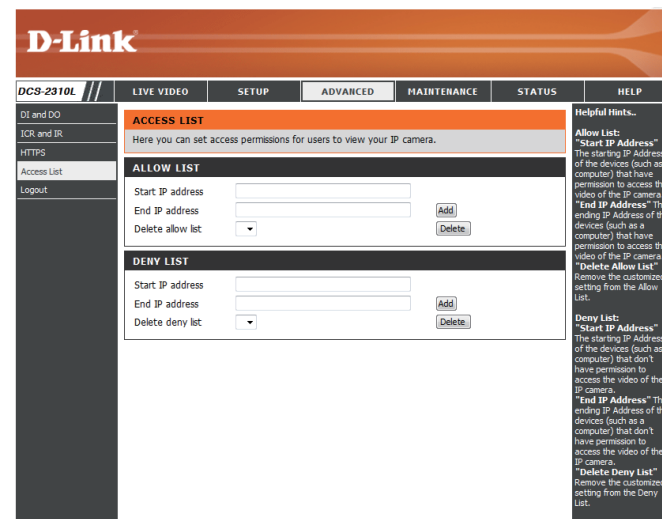 D-Link
DCS-2310L // LIVE VIDEO SETUP ADVANCED MAINTENANCE STATUS HELP
DI and DO
ICR and IR
HTTPS
Access List
Logout
ACCESS LIST
Here you can set access permissions for users to view your IP camera.
ALLOW LIST
Start IP address
End IP address Add
Delete allow list Delete
DENY LIST
Start IP address
End IP address Add
Delete deny list Delete
Helpful Hints..
Allow List:
"Start IP Address"
The starting IP Address
of the devices (such as
computer) that have
permission to access th
video of the IP camera
"End IP Address" Th
ending IP Address of th
devices (such as a
computer) that have
permission to access th
video of the IP camera
"Delete Allow List"
Remove the customized
setting from the Allow
List.
Deny List:
"Start IP Address"
The starting IP Address
of the devices (such as
computer) that don't
have permission to
access the video of the
IP camera.
"End IP Address" Th
ending IP Address of th
devices (such as a
computer) that don't
have permission to
access the video of the
IP camera.
"Delete Deny List"
Remove the customized
setting from the Deny
List.